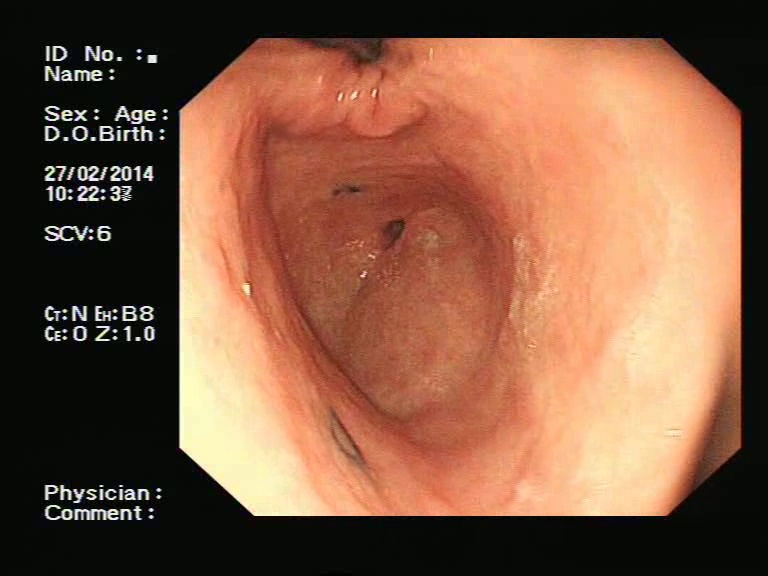 ID No. :
Name:
Sex: Age:
D.O.Birth:
27/02/2014
SCV:6
CT:N EH:B8
CE:0 Z:1.0
Physician:
Comment: